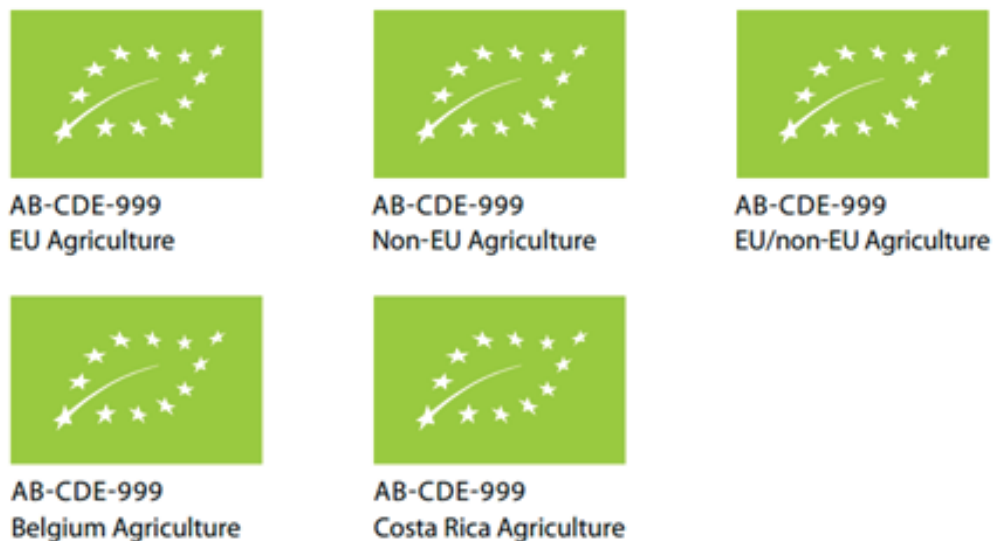 AB-CDE-999
EU Agriculture
AB-CDE-999
Non-EU Agriculture
AB-CDE-999
EU/non-EU Agriculture
AB-CDE-999
Belgium Agriculture
AB-CDE-999
Costa Rica Agriculture